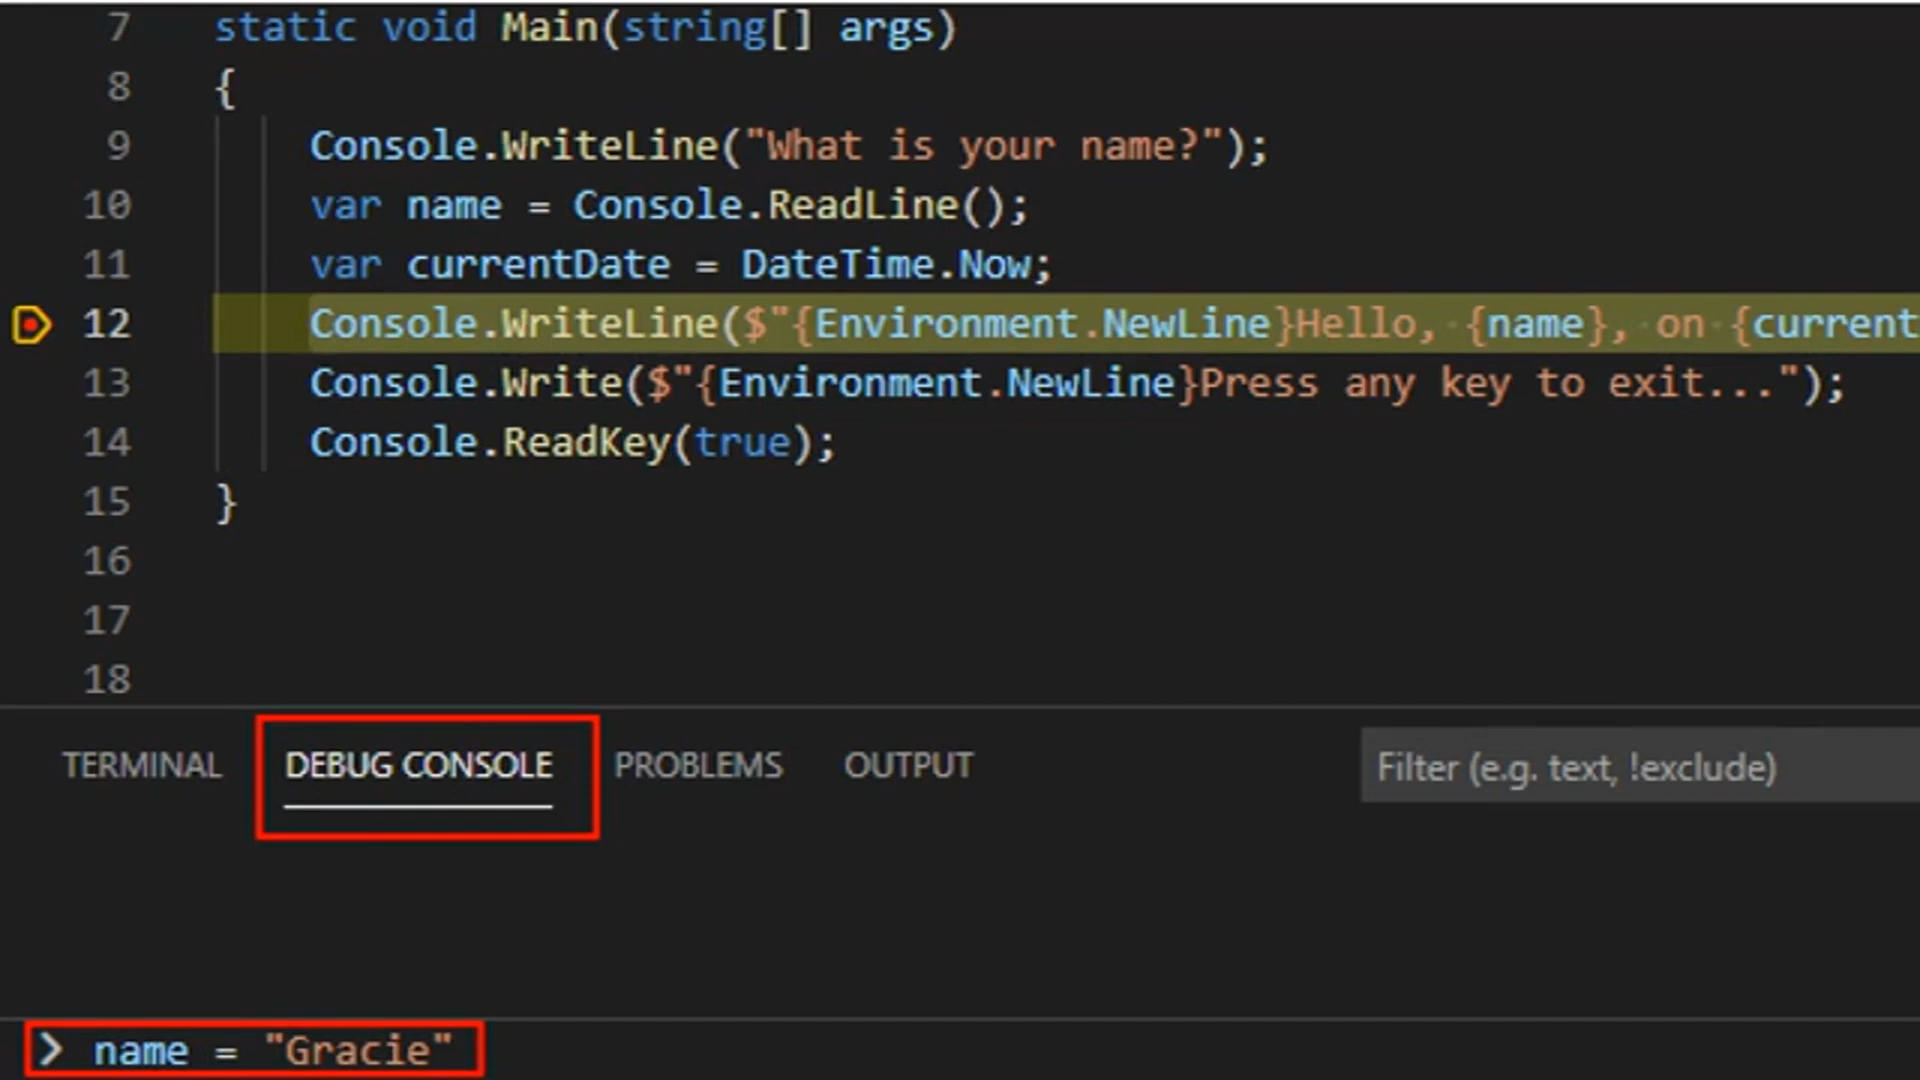 7 static void Main(string[] args)
8 {
9 Console.WriteLine("What is your name?");
10 var name = Console.ReadLine();
11 var currentDate = DateTime.Now;
12 Console.WriteLine($"{Environment.NewLine}Hello, {name}, on {current
13 Console.Write($"{Environment.NewLine}Press any key to exit...");
14 Console.ReadKey(true);
15 }
16
17
18
TERMINAL DEBUG CONSOLE PROBLEMS OUTPUT Filter (e.g. text, !exclude)
> name = "Gracie"